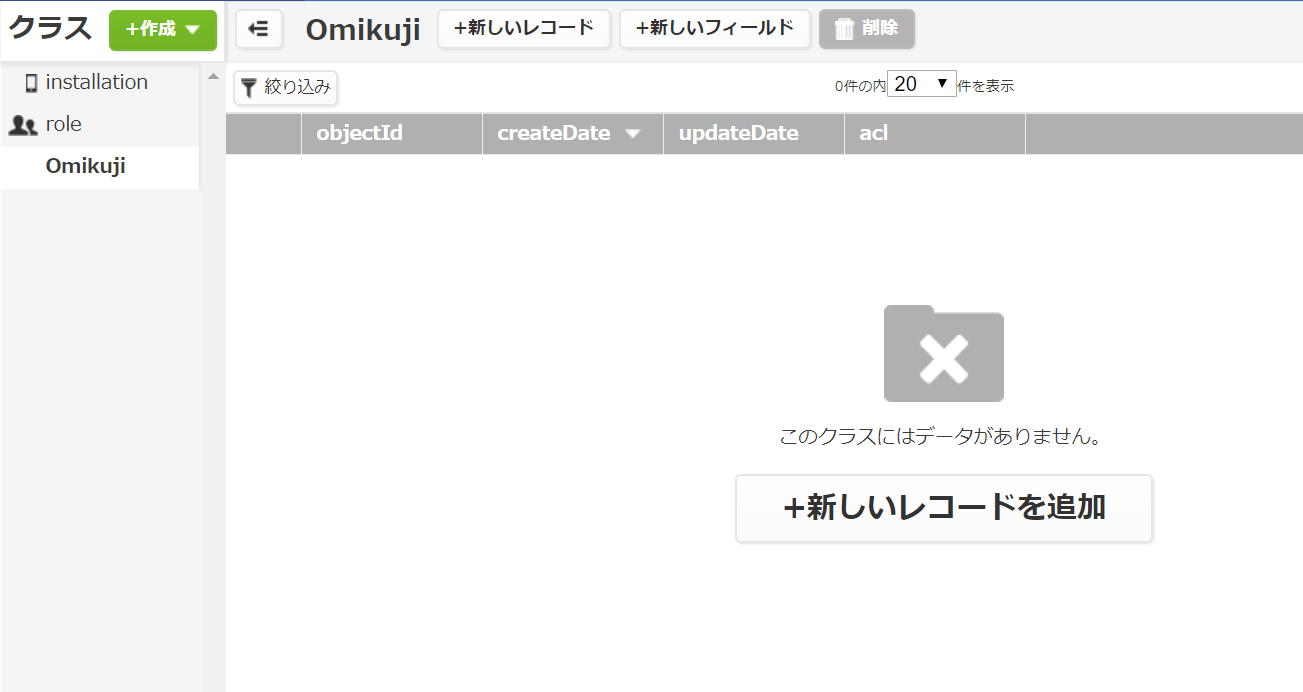 クラス
+作成
Omikuji
+新しいレコード
+新しいフィールド
削除
installation
role
Omikuji
絞り込み
0件の内 20 件を表示
objectId
createDate
updateDate
acl
このクラスにはデータがありません。
+新しいレコードを追加